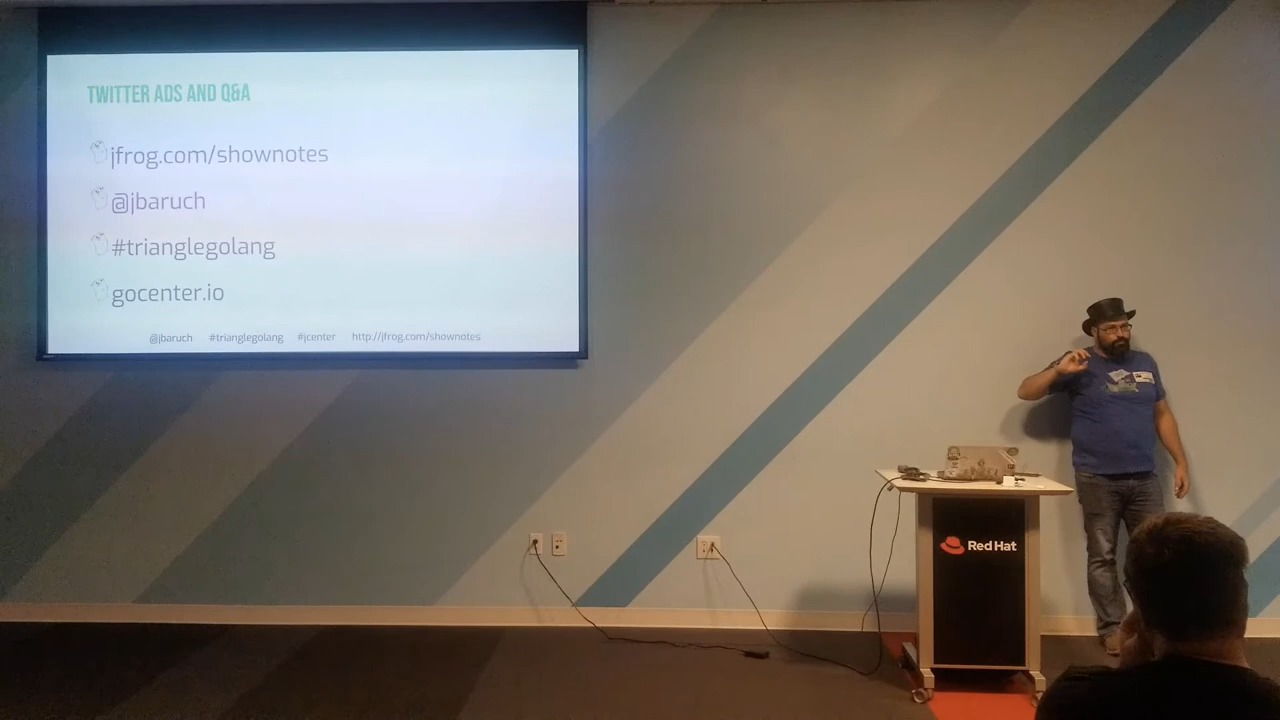 TWITTER ADS AND Q&A
jfrog.com/shownotes
@jbaruch
#trianglegolang
gocenter.io
@jbaruch #trianglegolang #jcenter http://jfrog.com/shownotes
Red Hat